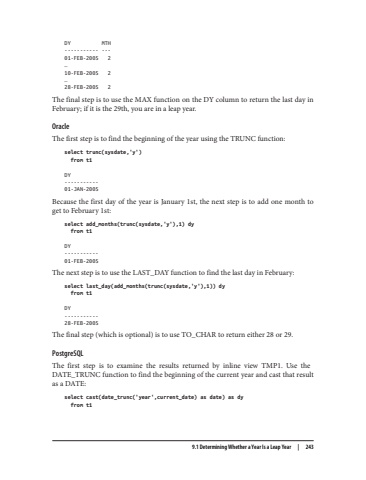 DY MTH
----------- ---
01-FEB-2005 2
…
10-FEB-2005 2
…
28-FEB-2005 2
The final step is to use the MAX function on the DY column to return the last day in
February; if it is the 29th, you are in a leap year.
Oracle
The first step is to find the beginning of the year using the TRUNC function:
select trunc(sysdate,'y')
from t1
DY
-----------
01-JAN-2005
Because the first day of the year is January 1st, the next step is to add one month to
get to February 1st:
select add_months(trunc(sysdate,'y'),1) dy
from t1
DY
-----------
01-FEB-2005
The next step is to use the LAST_DAY function to find the last day in February:
select last_day(add_months(trunc(sysdate,'y'),1)) dy
from t1
DY
-----------
28-FEB-2005
The final step (which is optional) is to use TO_CHAR to return either 28 or 29.
PostgreSQL
The first step is to examine the results returned by inline view TMP1. Use the
DATE_TRUNC function to find the beginning of the current year and cast that result
as a DATE:
select cast(date_trunc('year',current_date) as date) as dy
from t1
9.1 Determining Whether a Year Is a Leap Year | 243